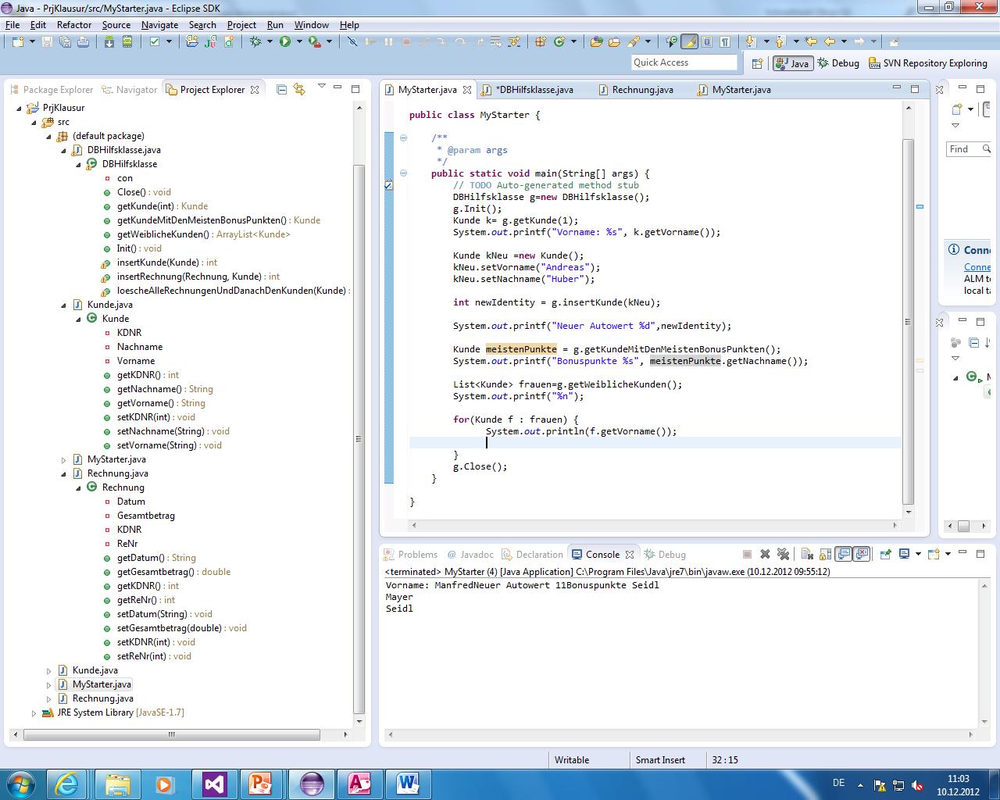 Java - PrjKlausur/src/MyStarter.java - Eclipse SDK
File Edit Refactor Source Navigate Search Project Run Window Help
Quick Access
Java
Debug
SVN Repository Exploring
Package Explorer
Navigator
Project Explorer
PrjKlausur
src
(default package)
DBHilfsklasse.java
DBHilfsklasse
con
Close() : void
getKunde(int) : Kunde
getKundeMitDenMeistenBonusPunkten() : Kunde
getWeiblicheKunden() : ArrayList<Kunde>
Init() : void
insertKunde(Kunde) : int
insertRechnung(Rechnung, Kunde) : int
loescheAlleRechnungenUndDanachDenKunden(Kunde) :
Kunde.java
Kunde
KDNR
Nachname
Vorname
getKDNR() : int
getNachname() : String
getVorname() : String
setKDNR(int) : void
setNachname(String) : void
setVorname(String) : void
MyStarter.java
Rechnung.java
Rechnung
Datum
Gesamtbetrag
KDNR
ReNr
getDatum() : String
getGesamtbetrag() : double
getKDNR() : int
getReNr() : int
setDatum(String) : void
setGesamtbetrag(double) : void
setKDNR(int) : void
setReNr(int) : void
Kunde.java
MyStarter.java
Rechnung.java
JRE System Library [JavaSE-1.7]
MyStarter.java
*DBHilfsklasse.java
Rechnung.java
MyStarter.java
public class MyStarter {
/**
* @param args
*/
public static void main(String[] args) {
// TODO Auto-generated method stub
DBHilfsklasse g=new DBHilfsklasse();
g.Init();
Kunde k= g.getKunde(1);
System.out.printf("Vorname: %s", k.getVorname());
Kunde kNeu =new Kunde();
kNeu.setVorname("Andreas");
kNeu.setNachname("Huber");
int newIdentity = g.insertKunde(kNeu);
System.out.printf("Neuer Autowert %d",newIdentity);
Kunde meistenPunkte = g.getKundeMitDenMeistenBonusPunkten();
System.out.printf("Bonuspunkte %s", meistenPunkte.getNachname());
List<Kunde> frauen=g.getWeiblicheKunden();
System.out.printf("%n");
for(Kunde f : frauen) {
System.out.println(f.getVorname());
}
g.Close();
}
}
Find
Conne
Conne
ALM to
local ta
M
Problems
@ Javadoc
Declaration
Console
Debug
<terminated> MyStarter (4) [Java Application] C:\Program Files\Java\jre7\bin\javaw.exe (10.12.2012 09:55:12)
Vorname: ManfredNeuer Autowert 11Bonuspunkte Seidl
Mayer
Seidl
Writable
Smart Insert
32 : 15
DE
11:03
10.12.2012